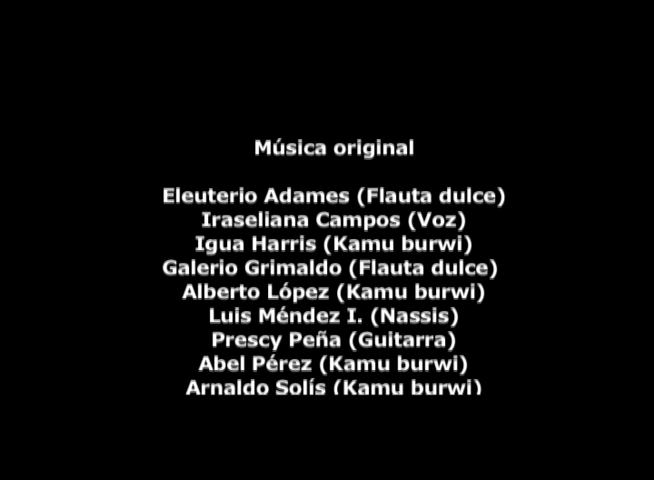 Música original
Eleuterio Adames (Flauta dulce)
Iraseliana Campos (Voz)
Igua Harris (Kamu burwi)
Galerio Grimaldo (Flauta dulce)
Alberto López (Kamu burwi)
Luis Méndez I. (Nassis)
Prescy Peña (Guitarra)
Abel Pérez (Kamu burwi)
Arnaldo Solís (Kamu burwi)